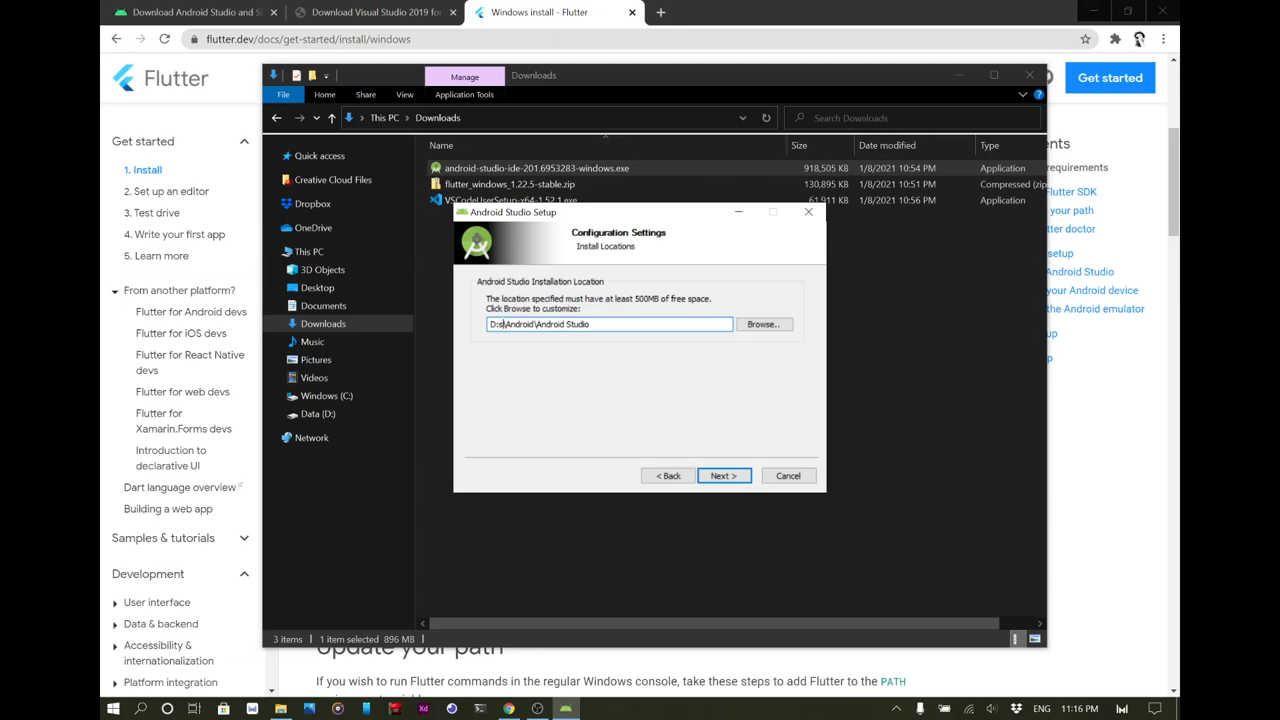 Download Android Studio and S
Download Visual Studio 2019 fo
Windows install - Flutter
flutter.dev/docs/get-started/install/windows
Flutter
Get started
Get started
1. Install
2. Set up an editor
3. Test drive
4. Write your first app
5. Learn more
From another platform?
Flutter for Android devs
Flutter for iOS devs
Flutter for React Native
devs
Flutter for web devs
Flutter for
Xamarin.Forms devs
Introduction to
declarative UI
Dart language overview
Building a web app
Samples & tutorials
Development
User interface
Data & backend
Accessibility &
internationalization
Platform integration
Manage
Downloads
File
Home
Share
View
Application Tools
This PC
Downloads
Search Downloads
Quick access
Creative Cloud Files
Dropbox
OneDrive
This PC
3D Objects
Desktop
Documents
Downloads
Music
Pictures
Videos
Windows (C:)
Data (D:)
Network
Name
Size
Date modified
Type
android-studio-ide-201.6953283-windows.exe
918,505 KB
1/8/2021 10:54 PM
Application
flutter_windows_1.22.5-stable.zip
130,895 KB
1/8/2021 10:51 PM
Compressed (zip
VSCodeUserSetup-x64-1.52.1.exe
61,911 KB
1/8/2021 10:56 PM
Application
Android Studio Setup
Configuration Settings
Install Locations
Android Studio Installation Location
The location specified must have at least 500MB of free space.
Click Browse to customize:
D:s\Android\Android Studio
Browse..
< Back
Next >
Cancel
3 items
1 item selected 896 MB
ents
equirements
Flutter SDK
your path
tter doctor
setup
Android Studio
your Android device
the Android emulator
up
p
Update your path
If you wish to run Flutter commands in the regular Windows console, take these steps to add Flutter to the PATH
Xd
ENG
11:16 PM